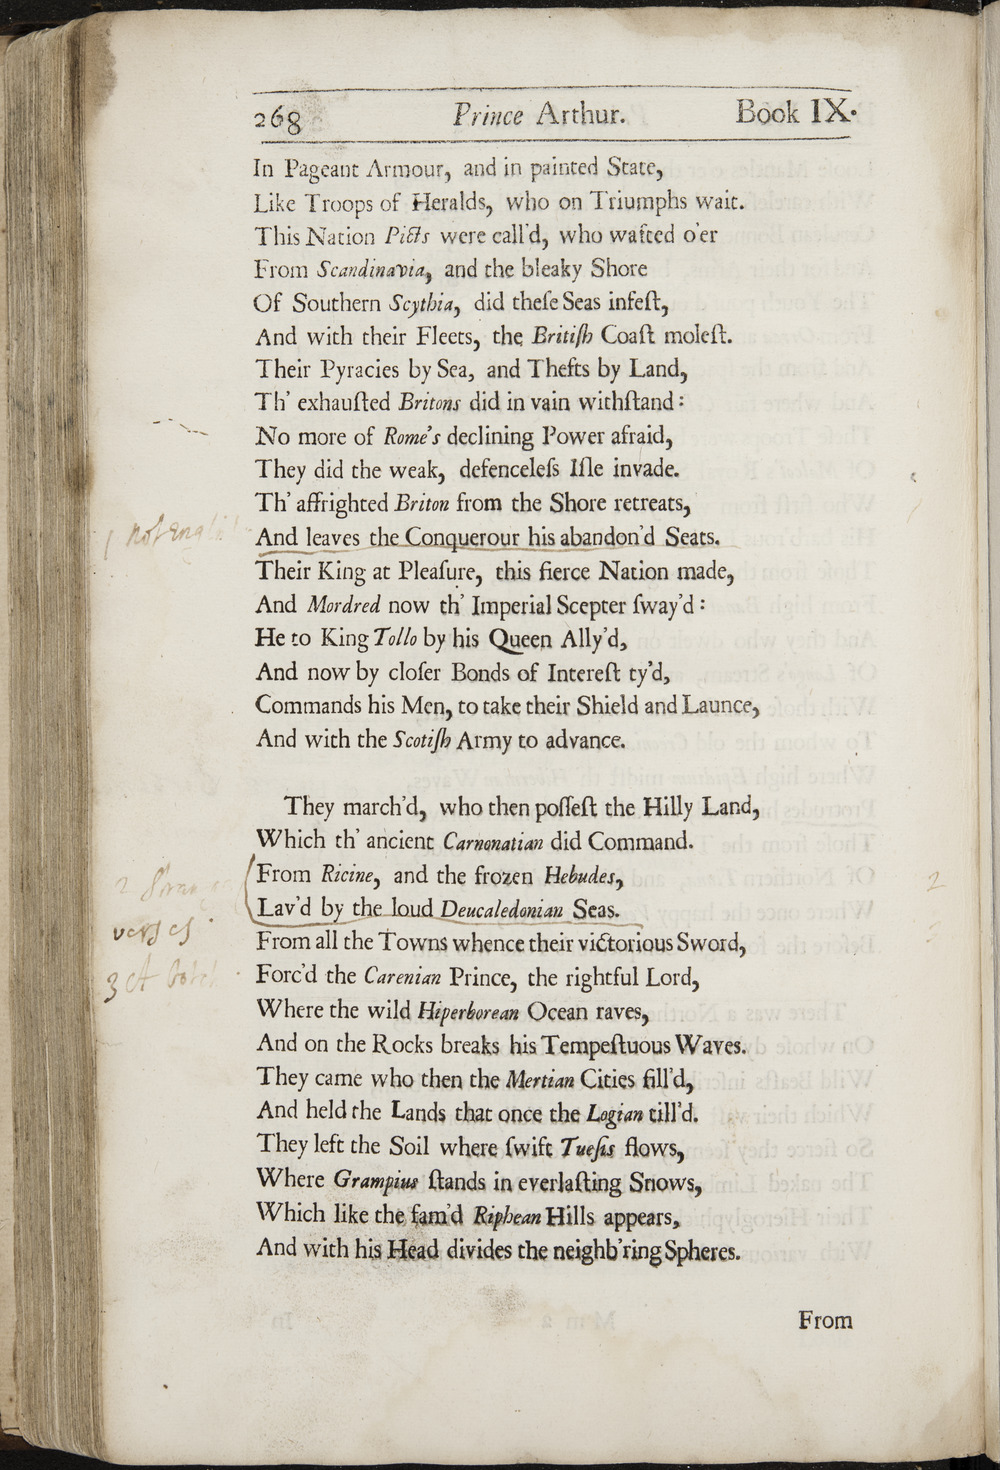 268 Prince Arthur. Book IX.
In Pageant Armour, and in painted State,
Like Troops of Heralds, who on Triumphs wait.
This Nation Picts were call'd, who wafted o'er
From Scandinavia, and the bleaky Shore
Of Southern Scythia, did theſe Seas infeſt,
And with their Fleets, the Britiſh Coaſt moleſt.
Their Pyracies by Sea, and Thefts by Land,
Th' exhauſted Britons did in vain withſtand:
No more of Rome's declining Power afraid,
They did the weak, defenceleſs Iſle invade.
Th' affrighted Briton from the Shore retreats,
1 not english
And leaves the Conquerour his abandon'd Seats.
Their King at Pleaſure, this fierce Nation made,
And Mordred now th' Imperial Scepter ſway'd:
He to King Tollo by his Queen Ally'd,
And now by cloſer Bonds of Intereſt ty'd,
Commands his Men, to take their Shield and Launce,
And with the Scotiſh Army to advance.
They march'd, who then poſſeſt the Hilly Land,
Which th' ancient Carnonatian did Command.
2
From Ricine, and the frozen Hebudes,
2
Lav'd by the loud Deucaledonian Seas.
verses
From all the Towns whence their victorious Sword,
3
Forc'd the Carenian Prince, the rightful Lord,
Where the wild Hiperborean Ocean raves,
And on the Rocks breaks his Tempeſtuous Waves.
They came who then the Mertian Cities fill'd,
And held the Lands that once the Logian till'd.
They left the Soil where ſwift Tueſis flows,
Where Grampius ſtands in everlaſting Snows,
Which like the fam'd Riphean Hills appears,
And with his Head divides the neighb'ring Spheres.
From